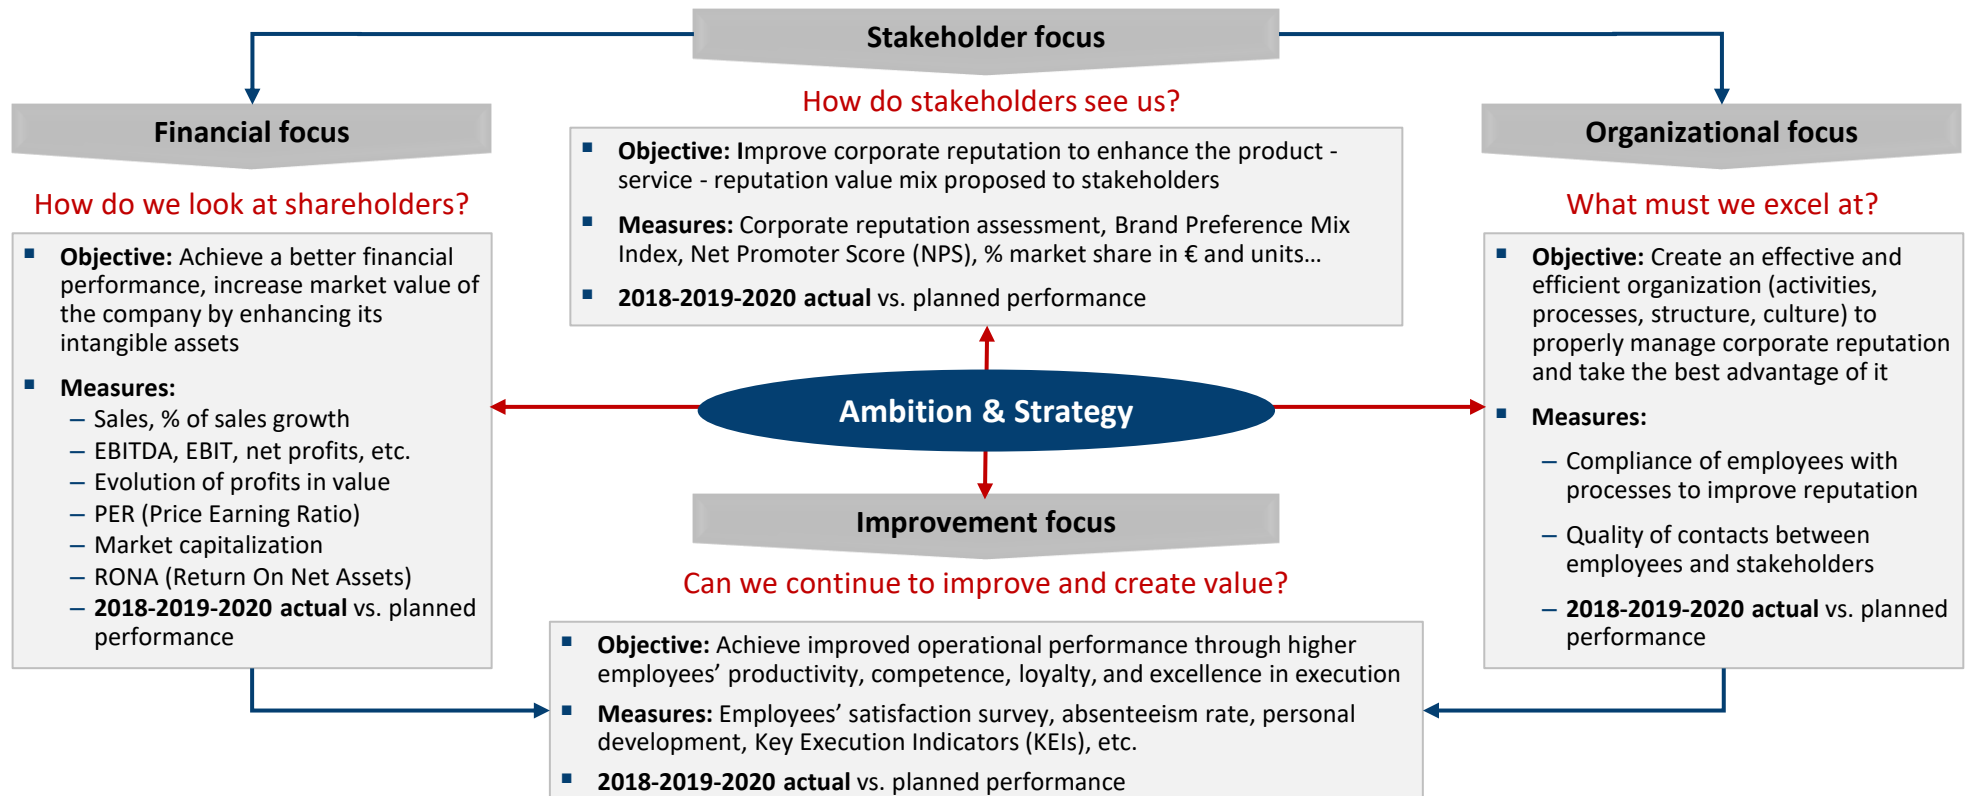 Stakeholder focus
How do stakeholders see us?
▪ Objective: Improve corporate reputation to enhance the product -
service - reputation value mix proposed to stakeholders
▪ Measures: Corporate reputation assessment, Brand Preference Mix
Index, Net Promoter Score (NPS), % market share in € and units…
▪ 2018-2019-2020 actual vs. planned performance
Financial focus
How do we look at shareholders?
▪ Objective: Achieve a better financial
performance, increase market value of
the company by enhancing its
intangible assets
▪ Measures:
– Sales, % of sales growth
– EBITDA, EBIT, net profits, etc.
– Evolution of profits in value
– PER (Price Earning Ratio)
– Market capitalization
– RONA (Return On Net Assets)
– 2018-2019-2020 actual vs. planned
performance
Ambition & Strategy
Organizational focus
What must we excel at?
▪ Objective: Create an effective and
efficient organization (activities,
processes, structure, culture) to
properly manage corporate reputation
and take the best advantage of it
▪ Measures:
– Compliance of employees with
processes to improve reputation
– Quality of contacts between
employees and stakeholders
– 2018-2019-2020 actual vs. planned
performance
Improvement focus
Can we continue to improve and create value?
▪ Objective: Achieve improved operational performance through higher
employees’ productivity, competence, loyalty, and excellence in execution
▪ Measures: Employees’ satisfaction survey, absenteeism rate, personal
development, Key Execution Indicators (KEIs), etc.
▪ 2018-2019-2020 actual vs. planned performance